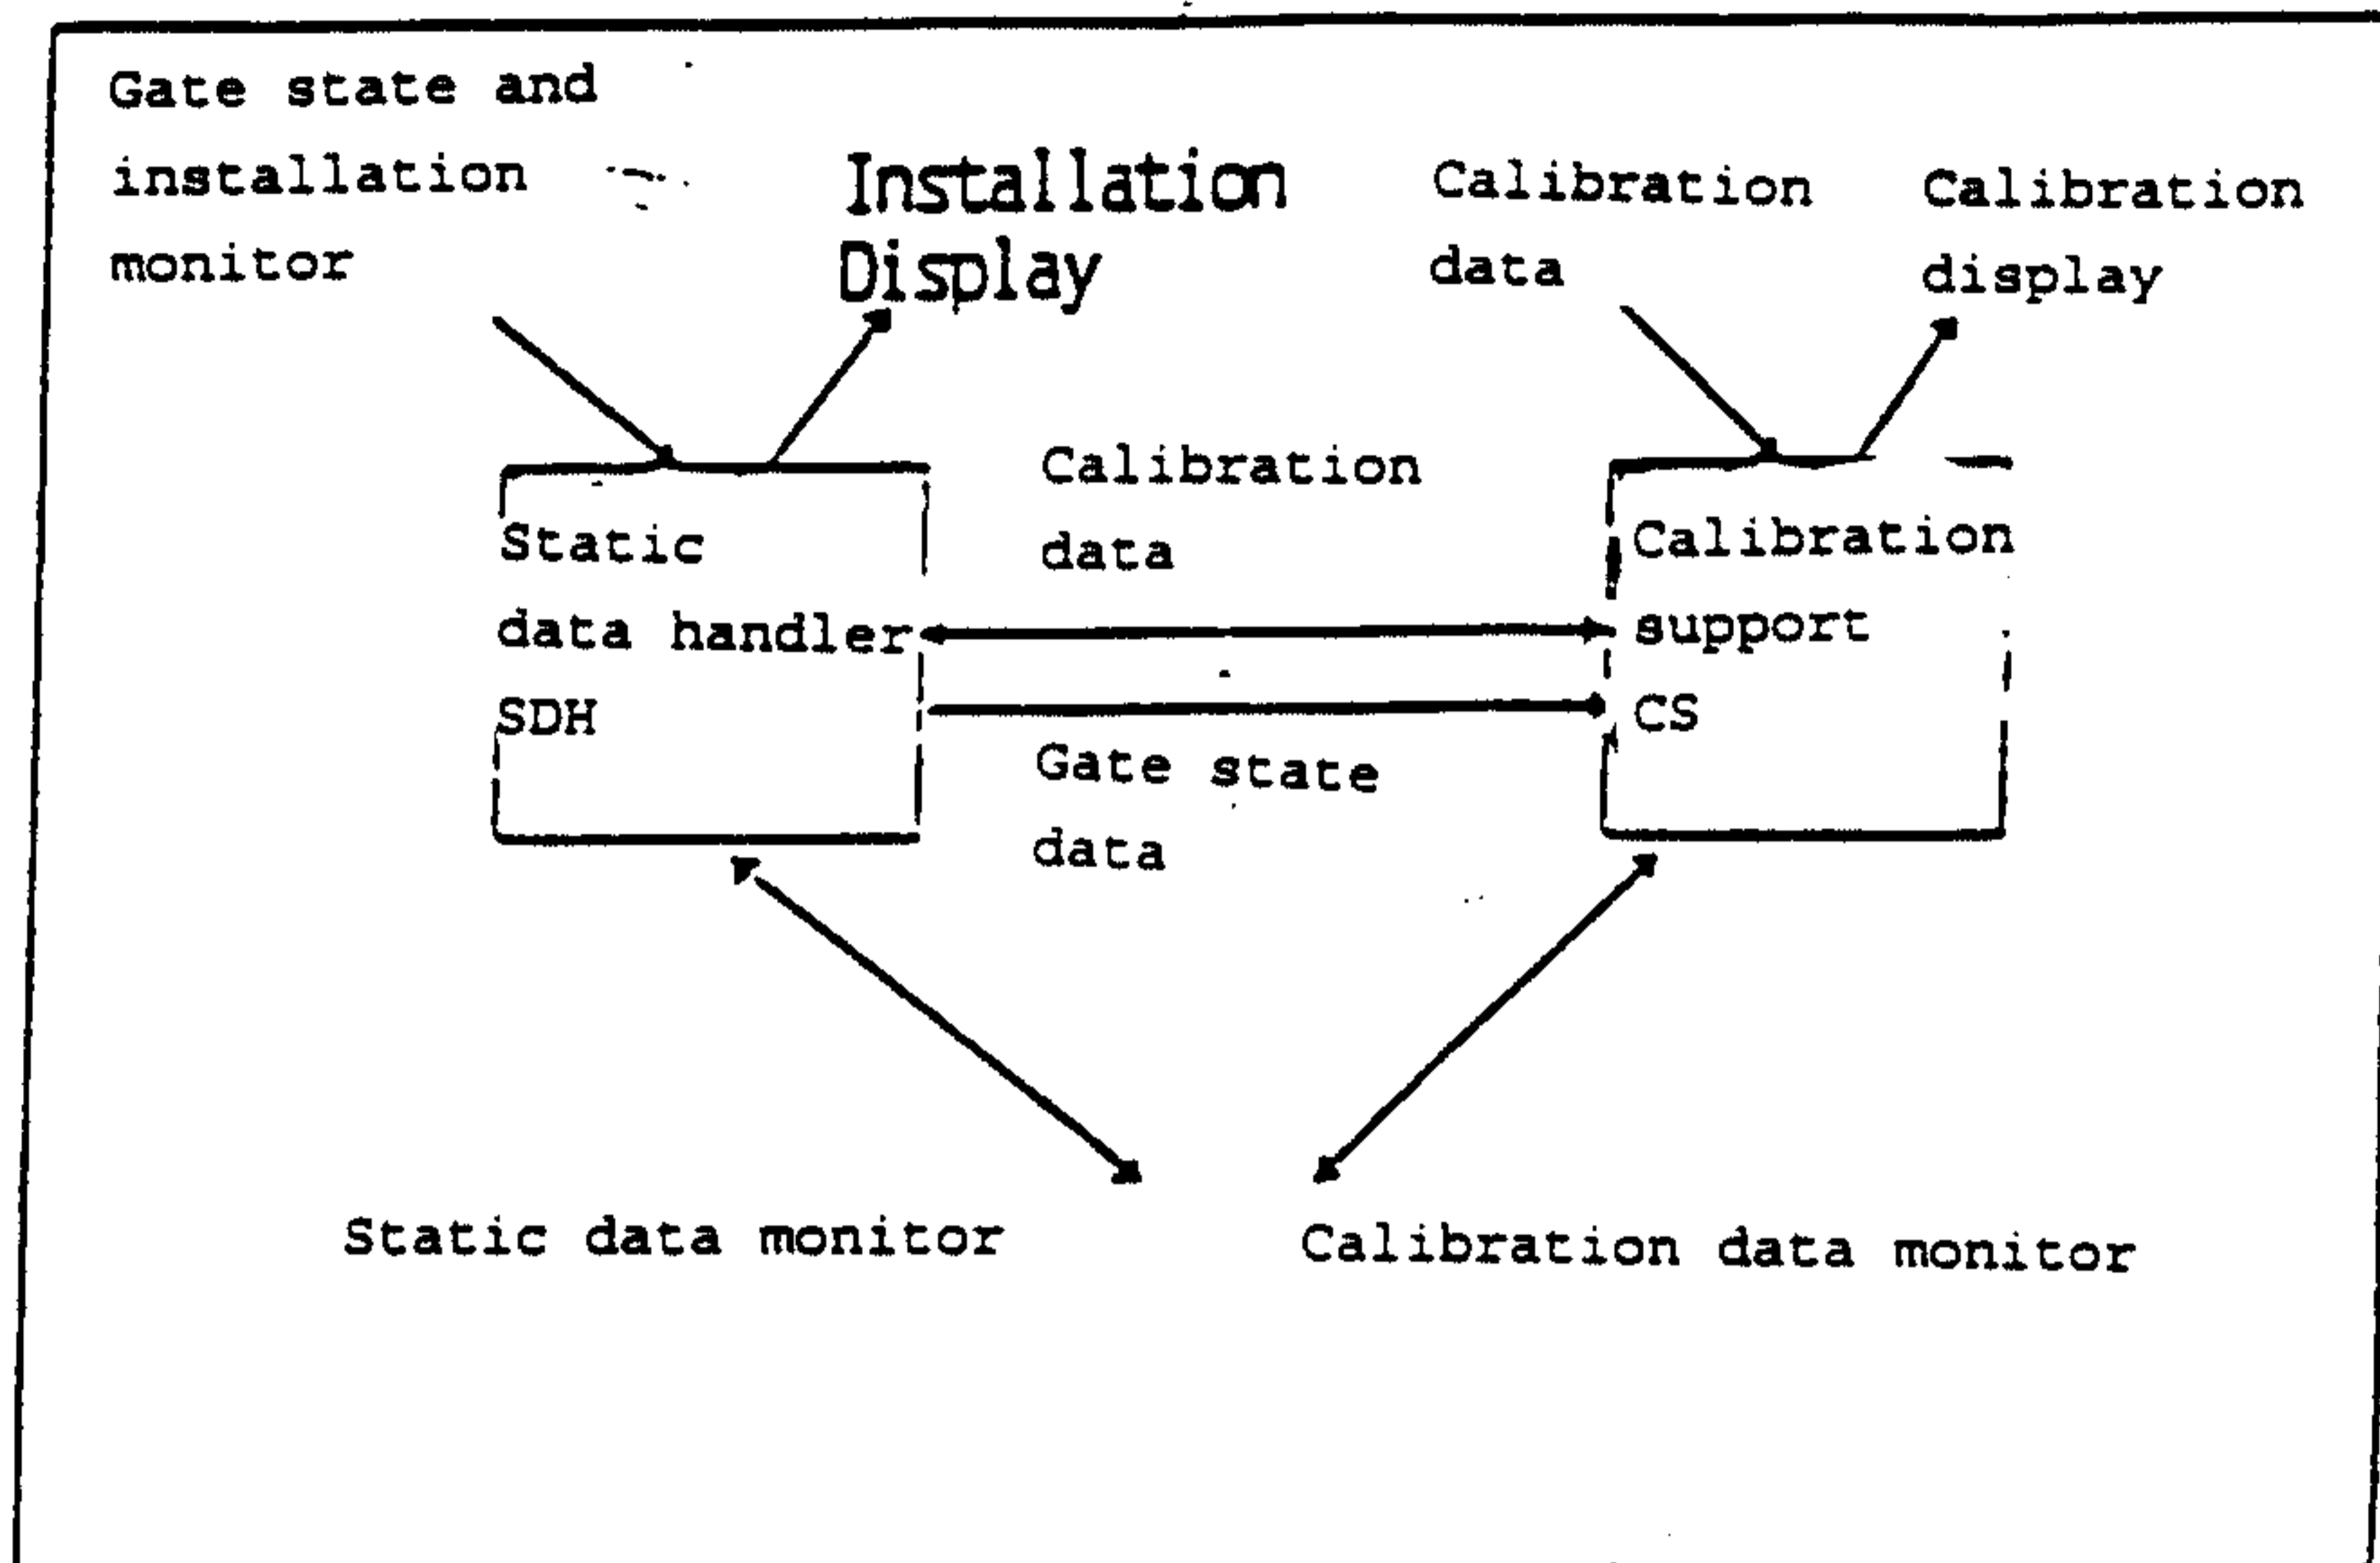 Gate state and
installation
monitor
Installation
Display
Calibration
data
Calibration
display
Calibration
data
Static
data handler
SDH
Calibration
support
CS
Gate state
data
Static data monitor
Calibration data monitor